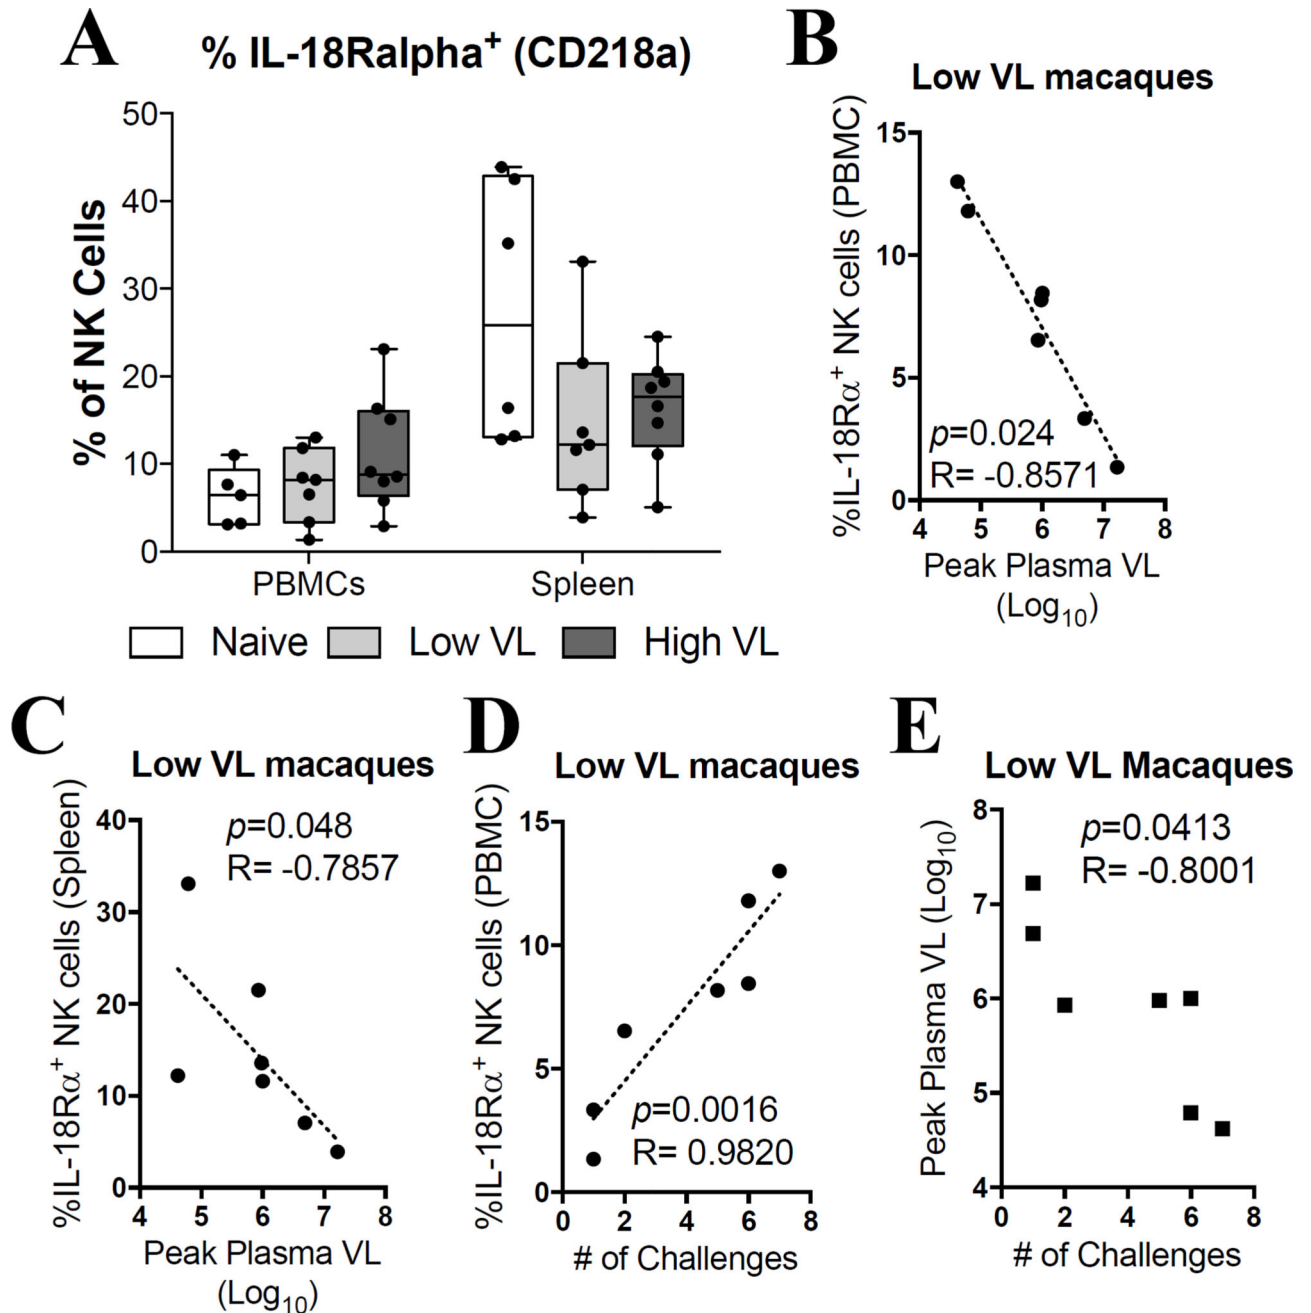 A
% IL-18Ralpha⁺ (CD218a)
% of NK Cells
50
40
30
20
10
0
PBMCs
Spleen
Naive
Low VL
High VL
B
Low VL macaques
%IL-18Rα⁺ NK cells (PBMC)
15
10
5
0
p=0.024
R= -0.8571
4 5 6 7 8
Peak Plasma VL
(Log₁₀)
C
Low VL macaques
%IL-18Rα⁺ NK cells (Spleen)
40
30
20
10
0
p=0.048
R= -0.7857
4 5 6 7 8
Peak Plasma VL
(Log₁₀)
D
Low VL macaques
%IL-18Rα⁺ NK cells (PBMC)
15
10
5
0
p=0.0016
R= 0.9820
0 2 4 6 8
# of Challenges
E
Low VL Macaques
Peak Plasma VL (Log₁₀)
8
7
6
5
4
p=0.0413
R= -0.8001
0 2 4 6 8
# of Challenges